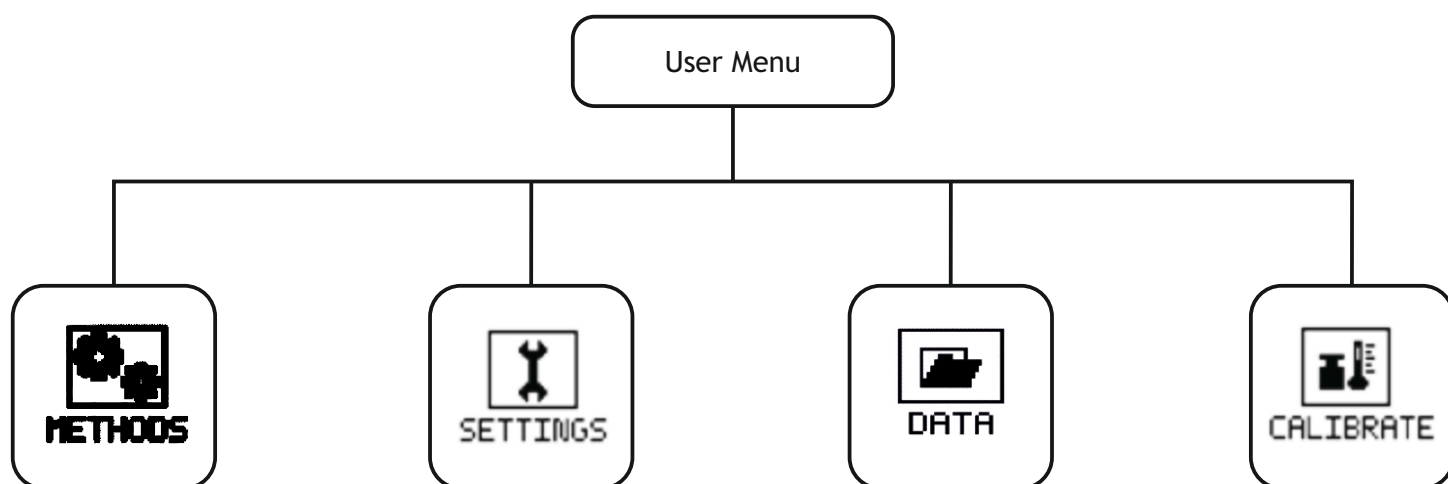 User Menu
METHODS
SETTINGS
DATA
CALIBRATE